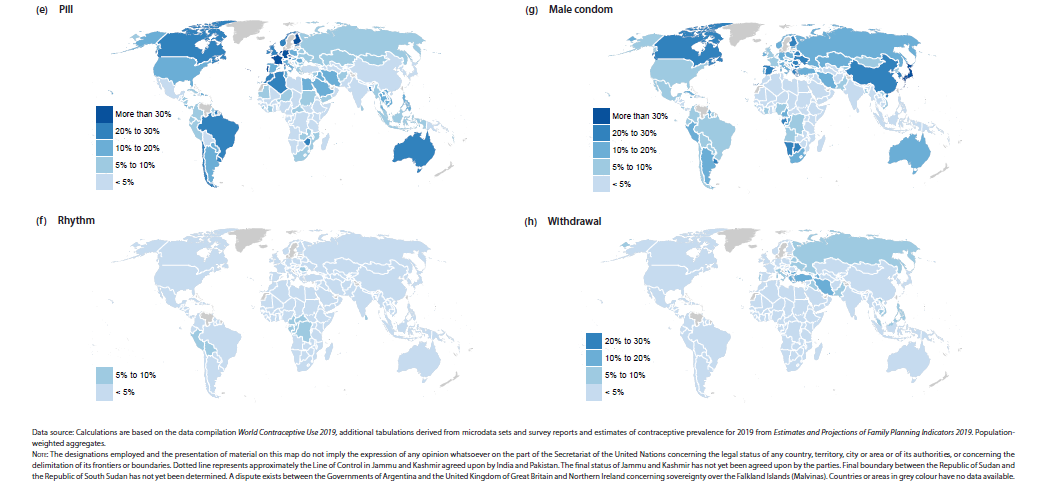 (e) Pill
More than 30%
20% to 30%
10% to 20%
5% to 10%
< 5%
(g) Male condom
More than 30%
20% to 30%
10% to 20%
5% to 10%
< 5%
(f) Rhythm
5% to 10%
< 5%
(h) Withdrawal
20% to 30%
10% to 20%
5% to 10%
< 5%
Data source: Calculations are based on the data compilation World Contraceptive Use 2019, additional tabulations derived from microdata sets and survey reports and estimates of contraceptive prevalence for 2019 from Estimates and Projections of Family Planning Indicators 2019. Population-
weighted aggregates.
NOTE: The designations employed and the presentation of material on this map do not imply the expression of any opinion whatsoever on the part of the Secretariat of the United Nations concerning the legal status of any country, territory, city or area or of its authorities, or concerning the
delimitation of its frontiers or boundaries. Dotted line represents approximately the Line of Control in Jammu and Kashmir agreed upon by India and Pakistan. The final status of Jammu and Kashmir has not yet been agreed upon by the parties. Final boundary between the Republic of Sudan and
the Republic of South Sudan has not yet been determined. A dispute exists between the Governments of Argentina and the United Kingdom of Great Britain and Northern Ireland concerning sovereignty over the Falkland Islands (Malvinas). Countries or areas in grey colour have no data available.